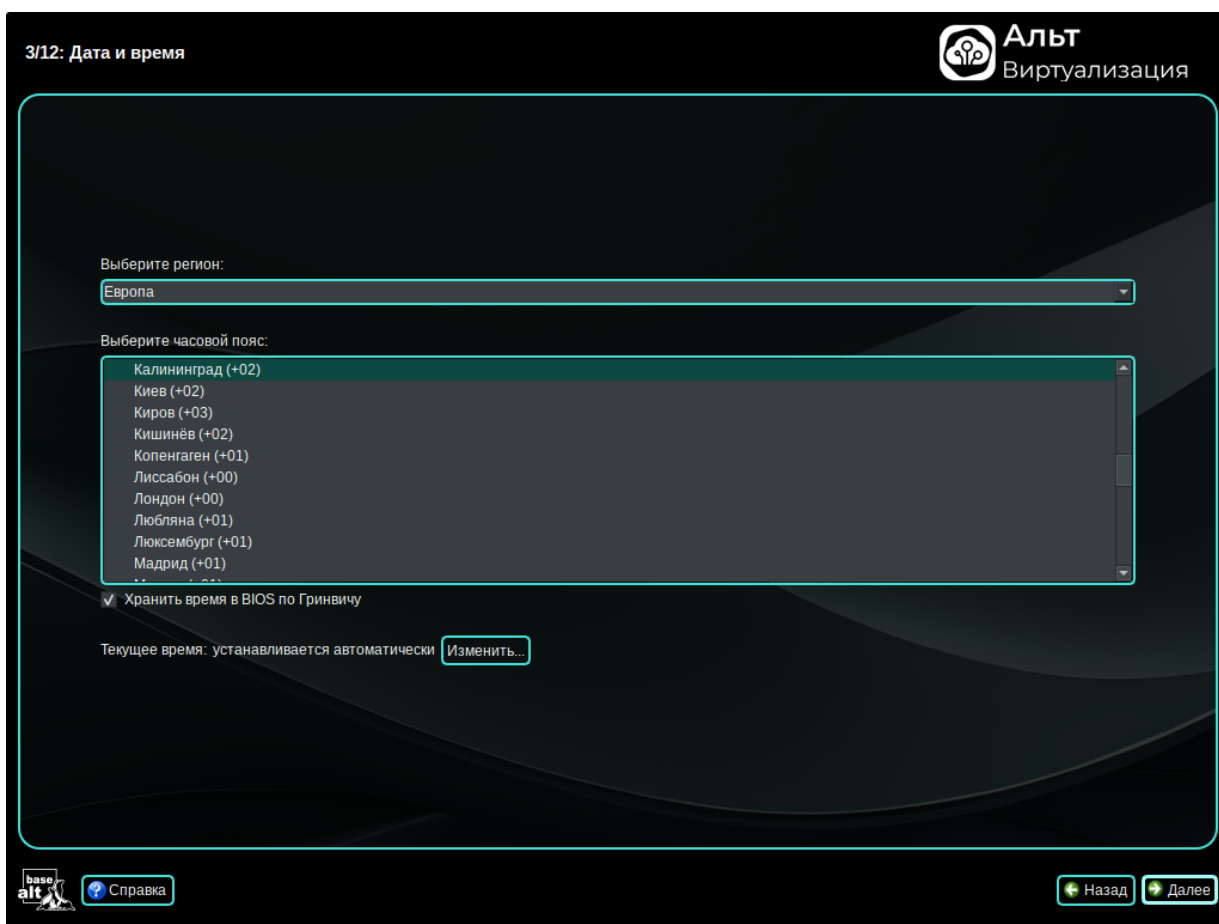 3/12: Дата и время
Альт
Виртуализация
Выберите регион:
Европа
Выберите часовой пояс:
Калининград (+02)
Киев (+02)
Киров (+03)
Кишинёв (+02)
Копенгаген (+01)
Лиссабон (+00)
Лондон (+00)
Любляна (+01)
Люксембург (+01)
Мадрид (+01)
Хранить время в BIOS по Гринвичу
Текущее время: устанавливается автоматически Изменить...
base
alt
Справка
Назад
Далее